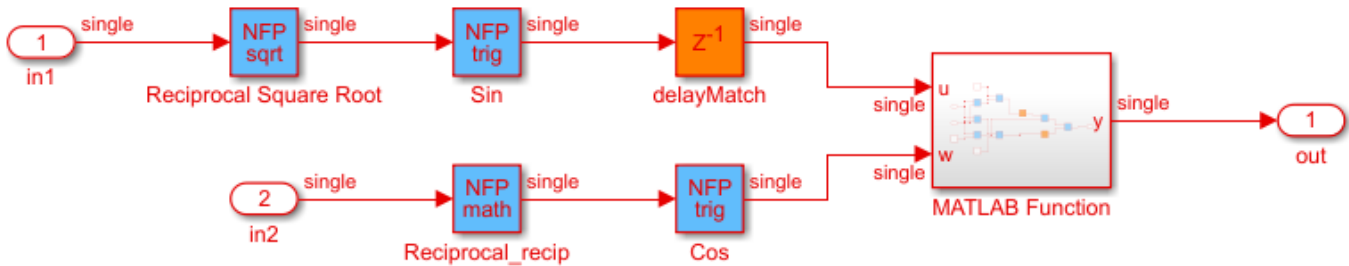 1
in1
single
NFP
sqrt
Reciprocal Square Root
single
NFP
trig
Sin
single
Z-1
delayMatch
single
single
u
2
in2
single
NFP
math
Reciprocal_recip
single
NFP
trig
Cos
single
single
w
y
MATLAB Function
single
1
out